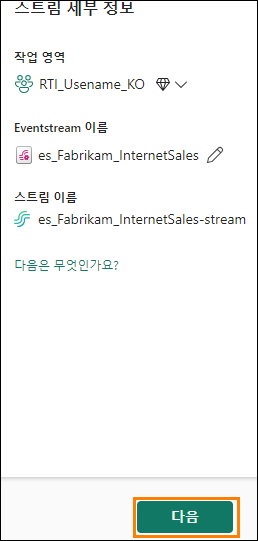 스트림 세부 정보
작업 영역
RTI_Usename_KO
Eventstream 이름
es_Fabrikam_InternetSales
스트림 이름
es_Fabrikam_InternetSales-stream
다음은 무엇인가요?
다음